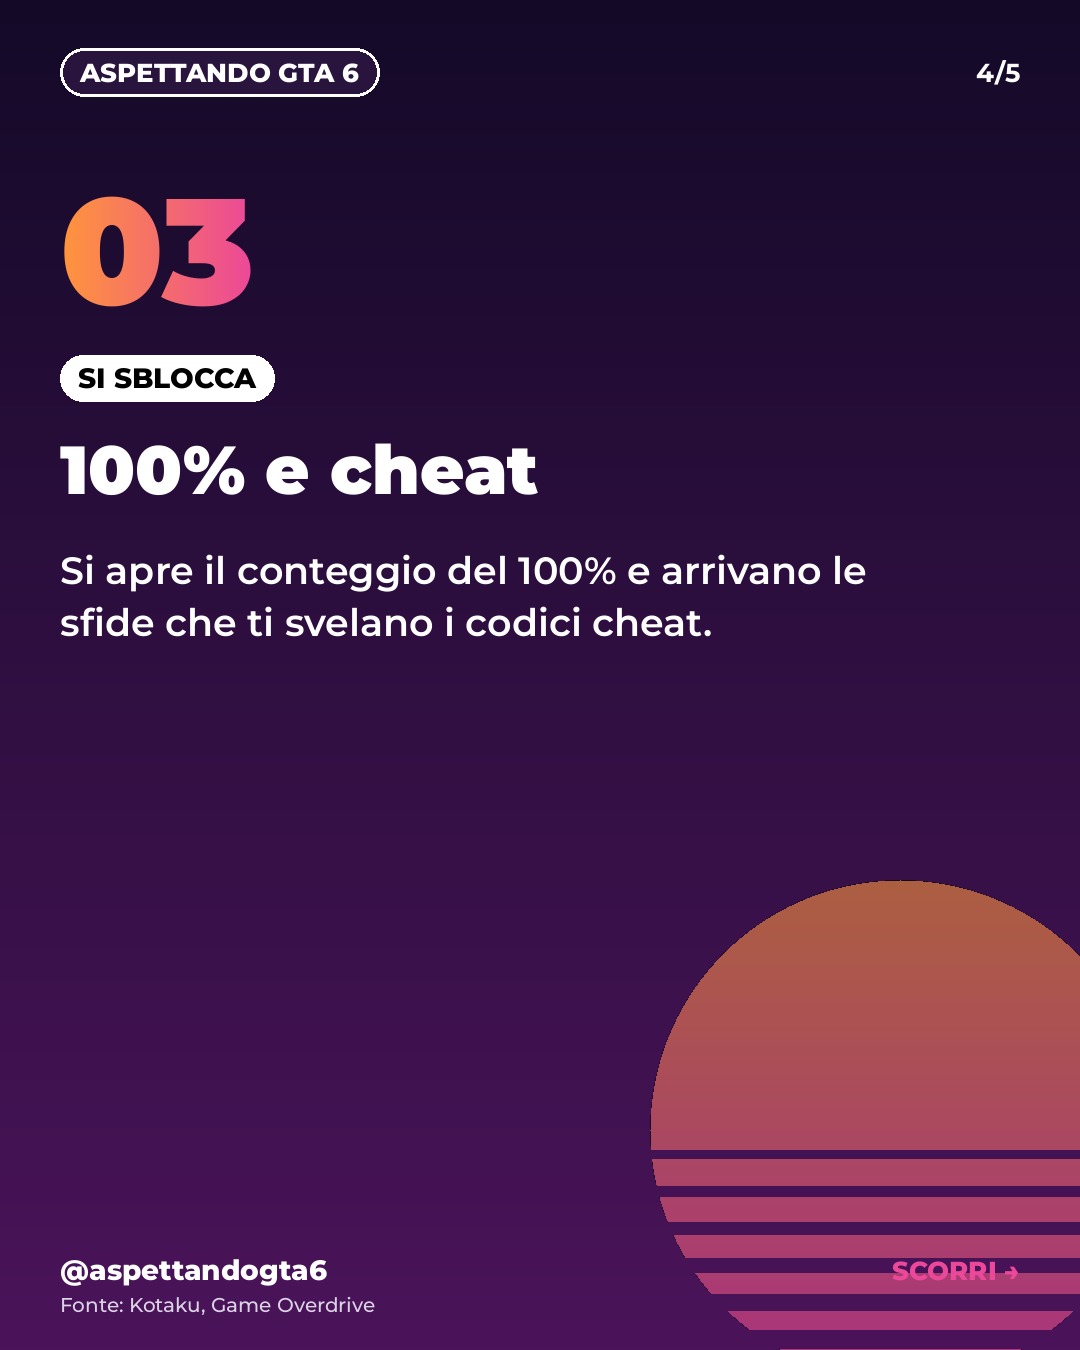 ASPETTANDO GTA 6
4/5
03
SI SBLOCCA
100% e cheat
Si apre il conteggio del 100% e arrivano le
sfide che ti svelano i codici cheat.
@aspettandogta6
Fonte: Kotaku, Game Overdrive
SCORRI →